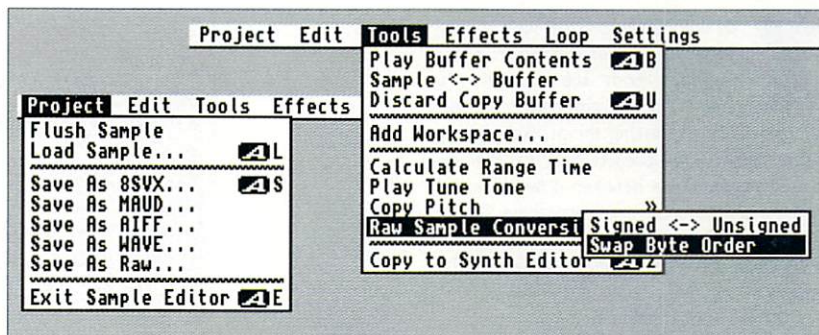 Project Edit Tools Effects Loop Settings
Play Buffer Contents A B
Sample <-> Buffer
Discard Copy Buffer A U
Add Workspace...
Calculate Range Time
Play Tune Tone
Copy Pitch »
Raw Sample Conversi
Signed <-> Unsigned
Swap Byte Order
Copy to Synth Editor A Z
Project Edit Tools Effects
Flush Sample
Load Sample... A L
Save As 8SVX... A S
Save As MAUD...
Save As AIFF...
Save As WAVE...
Save As Raw...
Exit Sample Editor A E